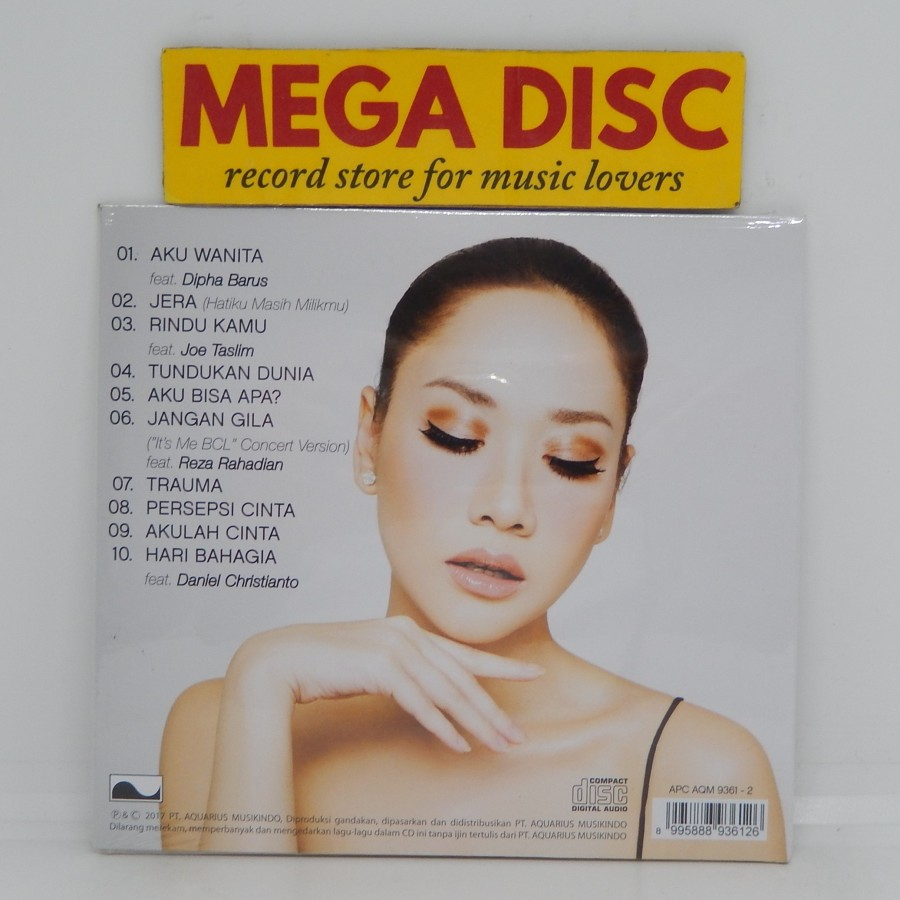 MEGA DISC
record store for music lovers
01. AKU WANITA
feat. Dipha Barus
02. JERA (Hatiku Masih Milikmu)
03. RINDU KAMU
feat. Joe Taslim
04. TUNDUKAN DUNIA
05. AKU BISA APA?
06. JANGAN GILA
("It's Me BCL" Concert Version)
feat. Reza Rahadian
07. TRAUMA
08. PERSEPSI CINTA
09. AKULAH CINTA
10. HARI BAHAGIA
feat. Daniel Christianto
COMPACT
disc
DIGITAL AUDIO
APC AQM 9361 - 2
8 995888 936126
℗ & © 2017 PT. AQUARIUS MUSIKINDO, Diproduksi gandakan, dipasarkan dan didistribusikan PT. AQUARIUS MUSIKINDO
Dilarang merekam, memperbanyak dan mengedarkan lagu-lagu dalam CD ini tanpa ijin tertulis dari PT. AQUARIUS MUSIKINDO